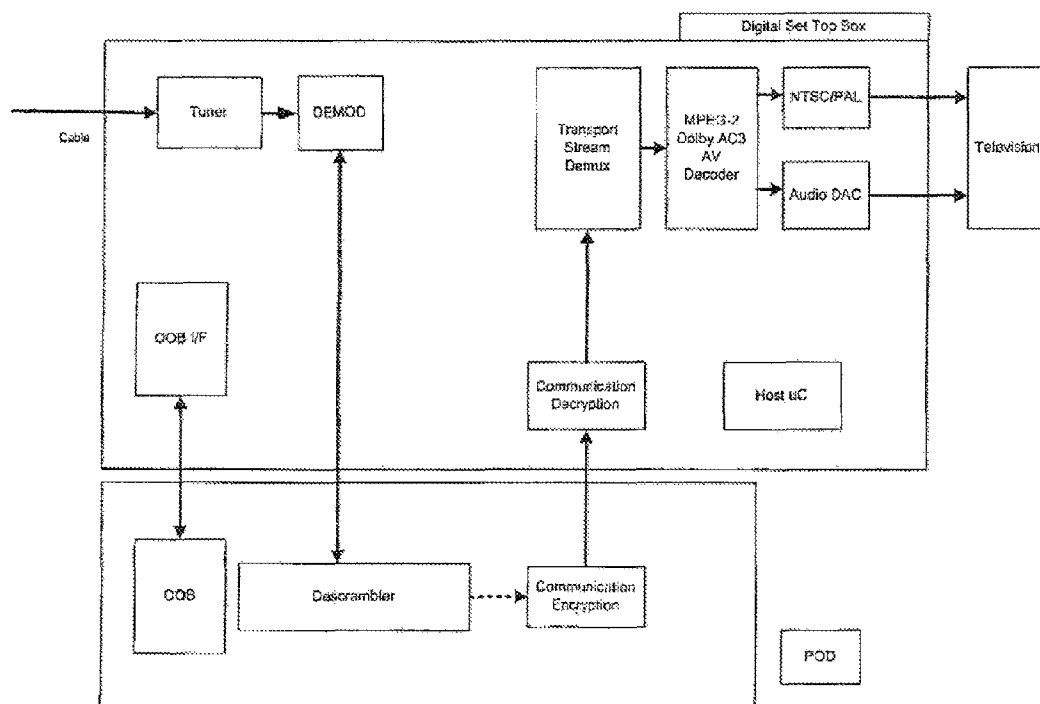 Digital Set Top Box
Cable
Tuner
DEMOD
Transport
Stream
Demux
MPEG-2
Dolby AC3
AV
Decoder
NTSC/PAL
Audio DAC
Television
OOB I/F
Communication
Decryption
Host uC
OOB
Descrambler
Communication
Encryption
POD